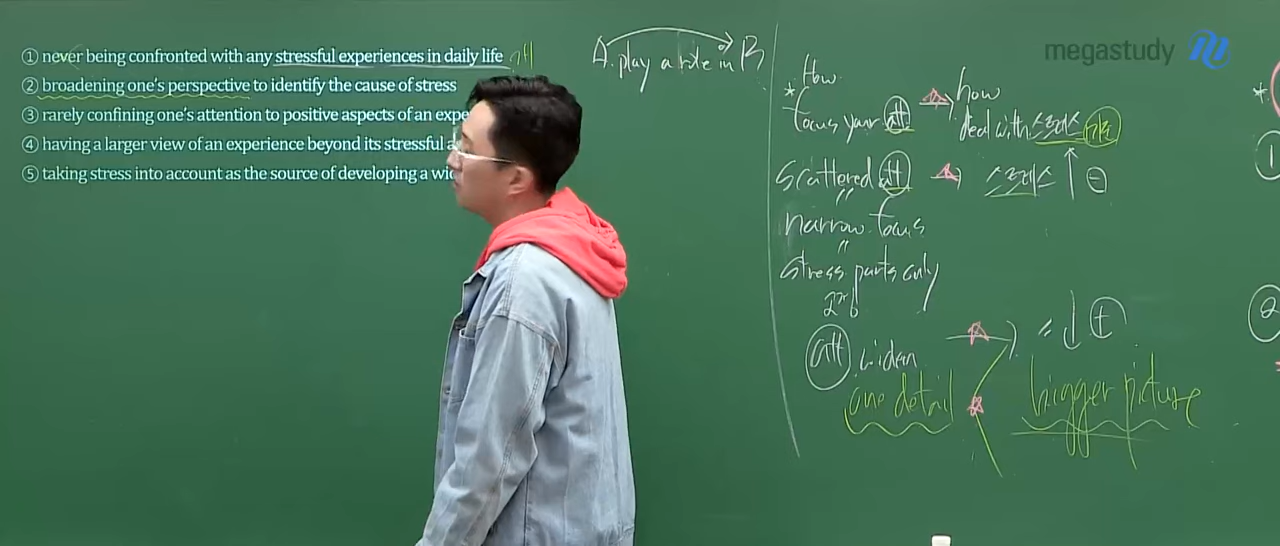 ① never being confronted with any stressful experiences in daily life
② broadening one's perspective to identify the cause of stress
③ rarely confining one's attention to positive aspects of an expe
④ having a larger view of an experience beyond its stressful a
⑤ taking stress into account as the source of developing a wid
A play a role in B
megastudy
* How
focus your att
how
deal with 스트레스
scattered att
스트레스 ↑ ⊖
"
narrow focus
"
stress parts only
att widen
" ↓ ⊕
one detail < bigger picture
*
①
②